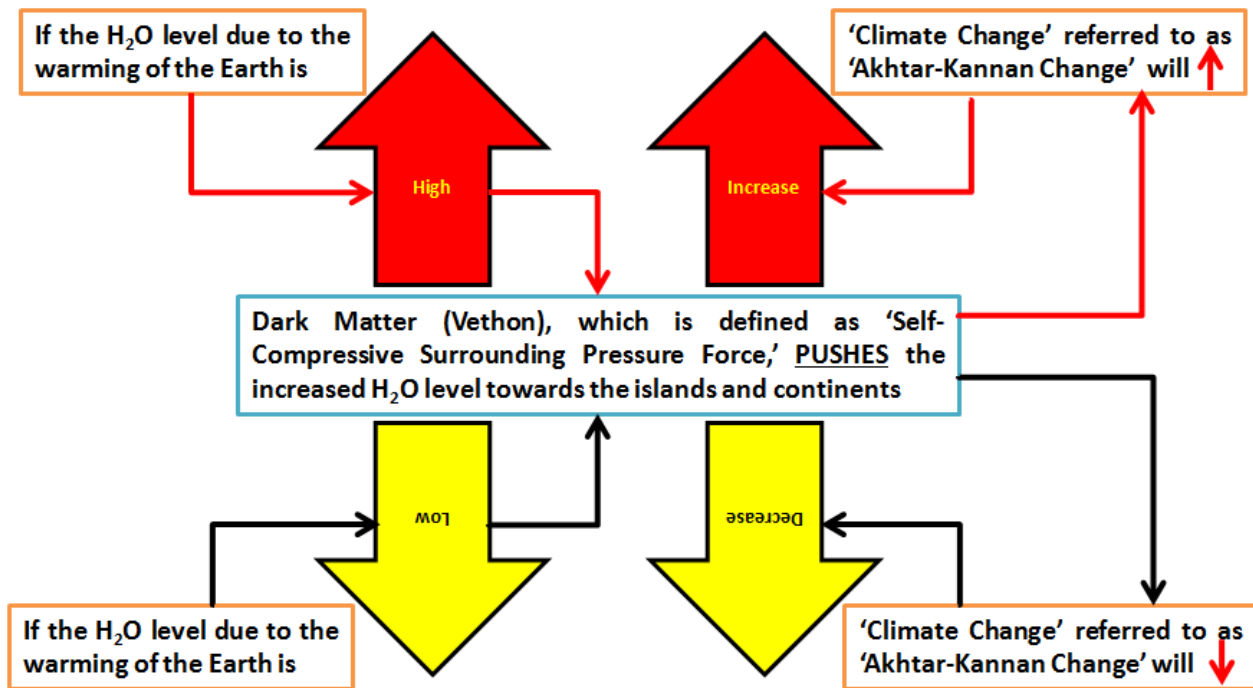 If the H₂O level due to the
warming of the Earth is
‘Climate Change’ referred to as
‘Akhtar-Kannan Change’ will
High
Increase
Dark Matter (Vethon), which is defined as ‘Self-
Compressive Surrounding Pressure Force,’ PUSHES the
increased H₂O level towards the islands and continents
Low
Decrease
If the H₂O level due to the
warming of the Earth is
‘Climate Change’ referred to as
‘Akhtar-Kannan Change’ will